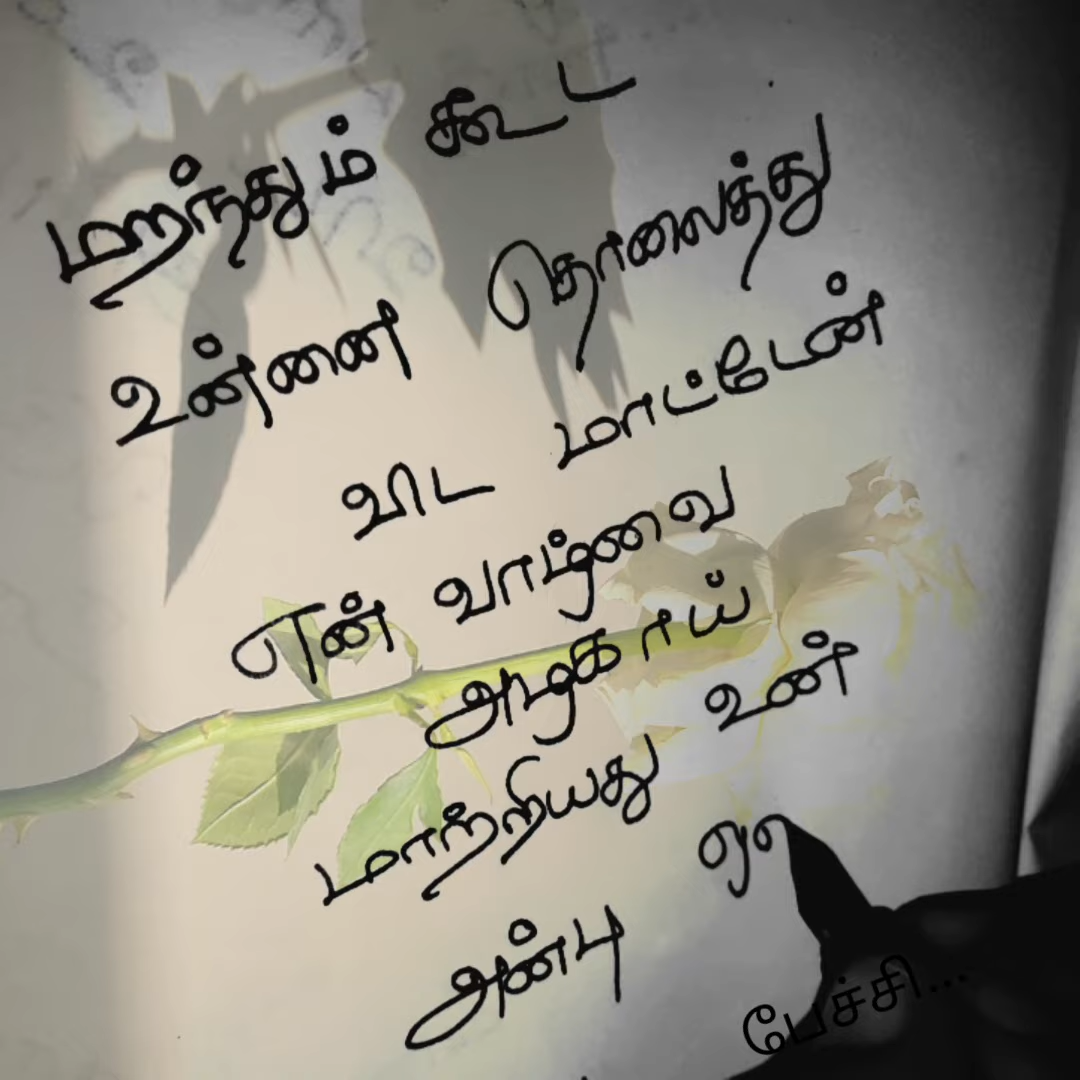 மறந்தும் கூட
உன்னை தொலைத்து
விட மாட்டேன்
என் வாழ்வை
அழகாய்
மாற்றியது உன்
அன்பு
பேச்சி...